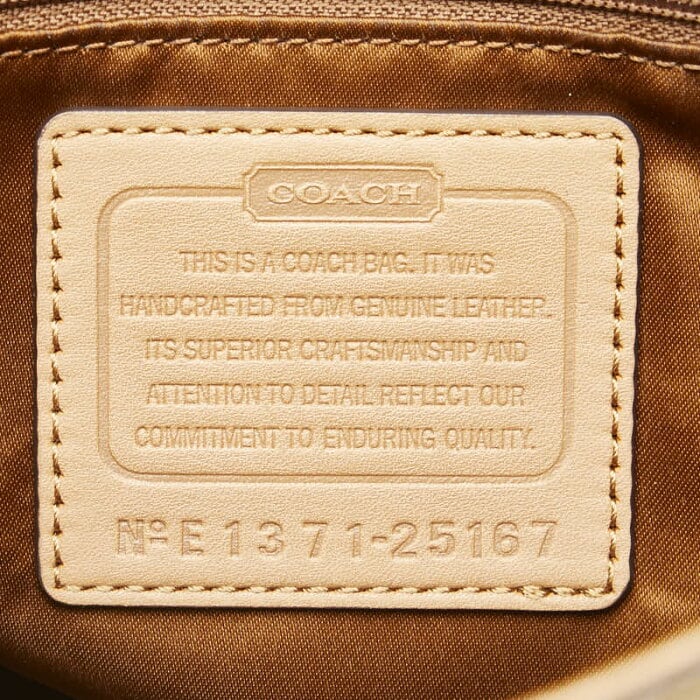 COACH
THIS IS A COACH BAG. IT WAS
HANDCRAFTED FROM GENUINE LEATHER.
ITS SUPERIOR CRAFTSMANSHIP AND
ATTENTION TO DETAIL REFLECT OUR
COMMITMENT TO ENDURING QUALITY.
Nº E1371-25167